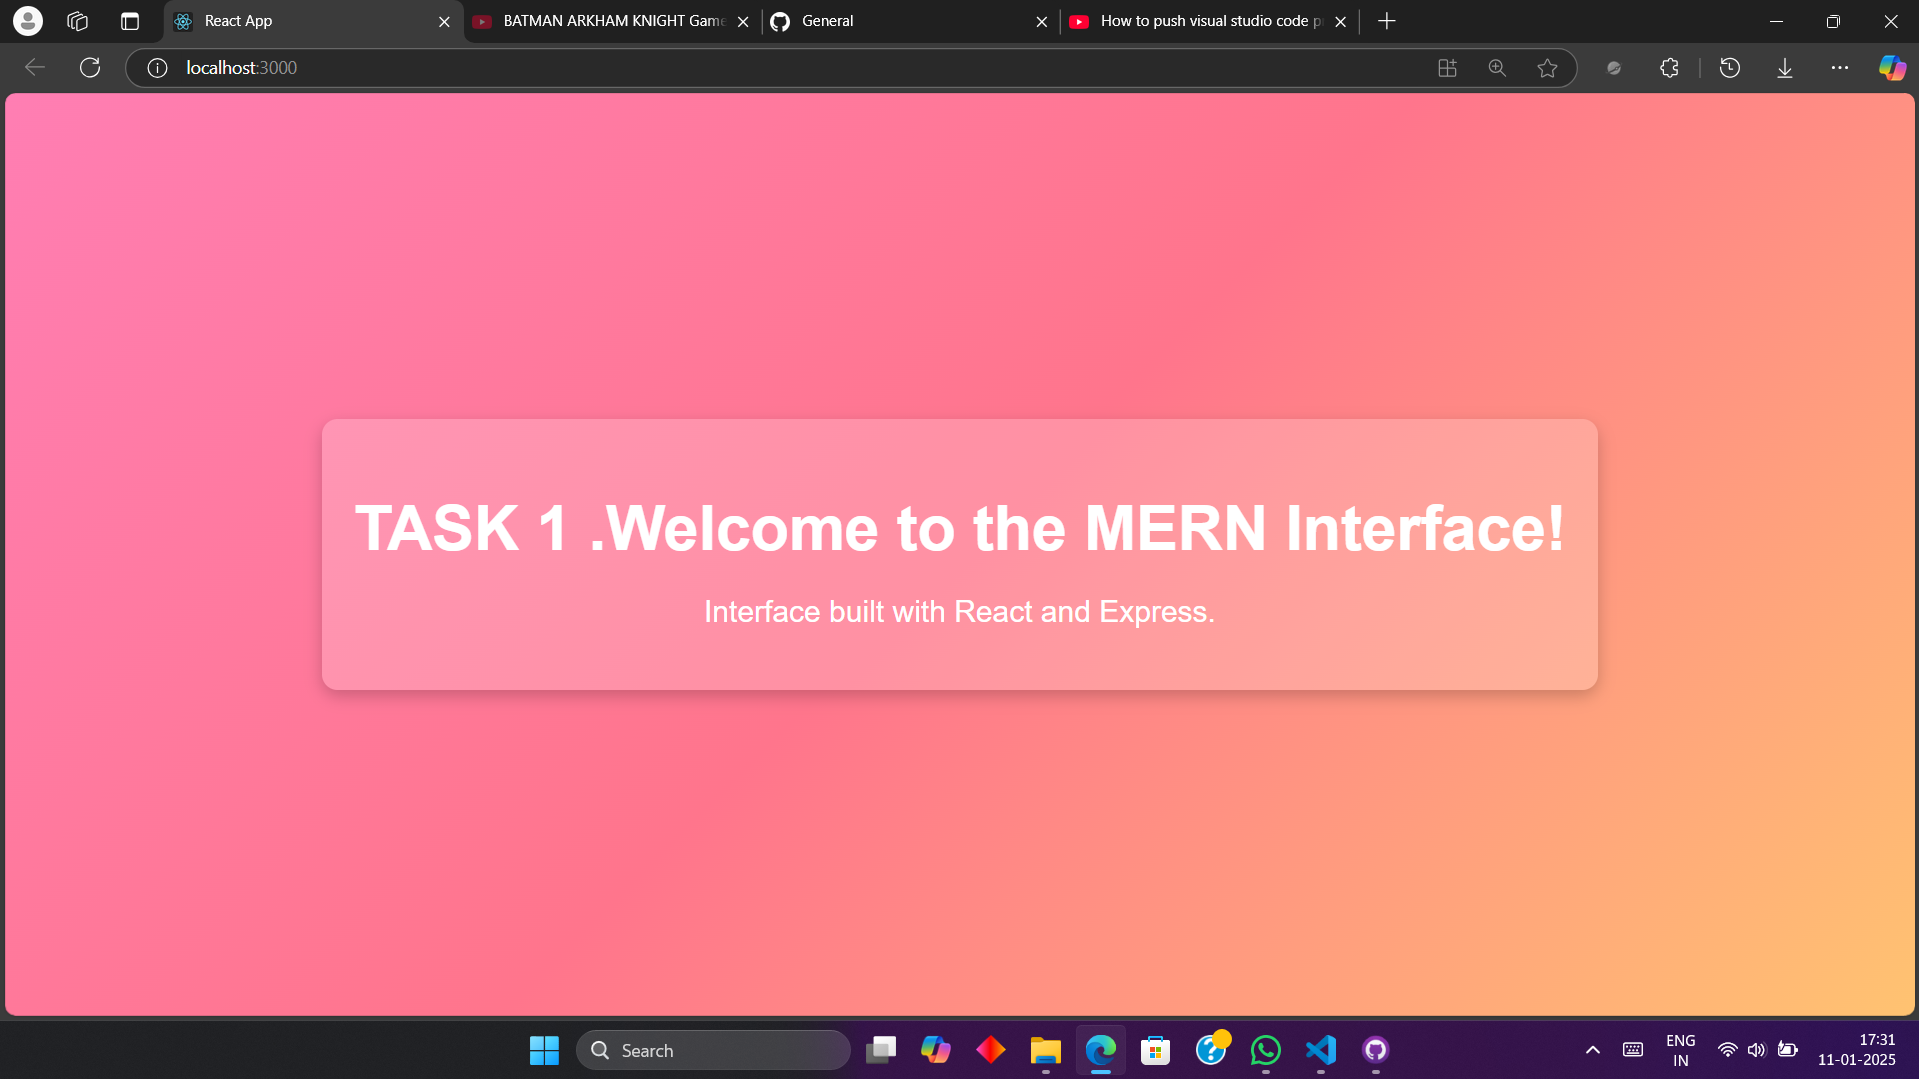 React App
BATMAN ARKHAM KNIGHT Game
General
How to push visual studio code pr
localhost:3000
TASK 1 .Welcome to the MERN Interface!
Interface built with React and Express.
Search
ENG
IN
17:31
11-01-2025